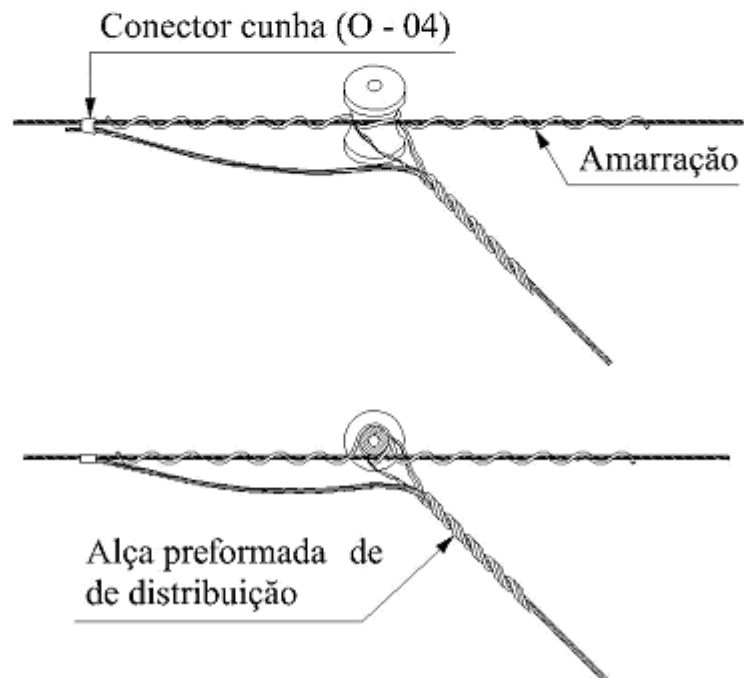 Conector cunha (O - 04)
Amarração
Alça preformada de
de distribuição